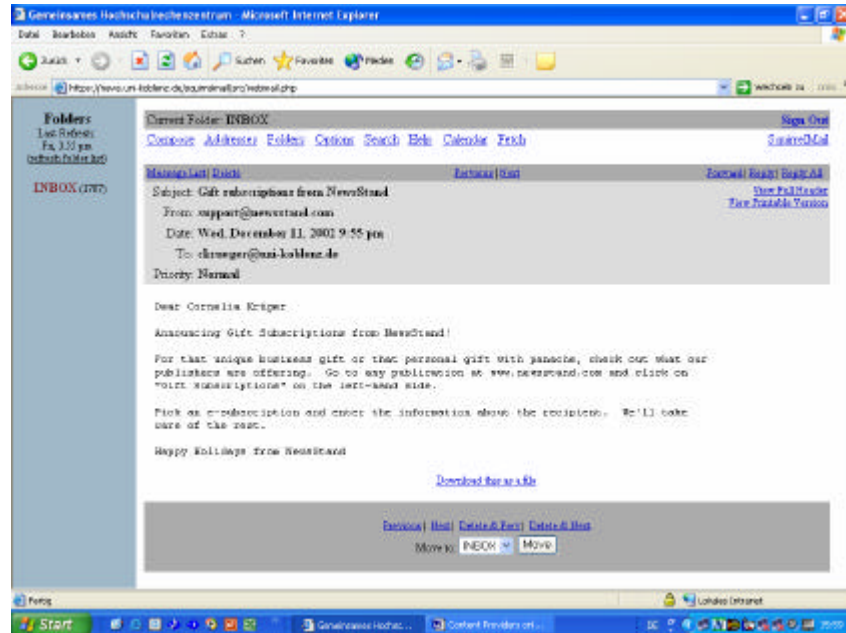 Gemeinsames Hochschulrechenzentrum - Microsoft Internet Explorer
Datei Bearbeiten Ansicht Favoriten Extras ?
Zurück Suchen Favoriten Medien
Wechseln zu
Folders
Last Refresh:
Fri, 3:55 pm
(refresh folder list)
INBOX (1787)
Current Folder: INBOX Sign Out
Compose Addresses Folders Options Search Help Calendar Fetch SquirrelMail
Message List | Delete Previous | Next Forward | Reply | Reply All
Subject: Gift subscriptions from NewsStand View Full Header
From: support@newsstand.com View Printable Version
Date: Wed, December 11, 2002 9:55 pm
To: ckrueger@uni-koblenz.de
Priority: Normal
Dear Cornelia Krüger
Announcing Gift Subscriptions from NewsStand!
For that unique business gift or that personal gift with panache, check out what our
publishers are offering. Go to any publication at www.newsstand.com and click on
"Gift Subscriptions" on the left-hand side.
Pick an e-subscription and enter the information about the recipient. We'll take
care of the rest.
Happy Holidays from NewsStand
Download this as a file
Previous | Next | Delete & Prev | Delete & Next
Move to: INBOX Move
Fertig Lokales Intranet
Start Gemeinsames Hochsc... Content Providers ... DE